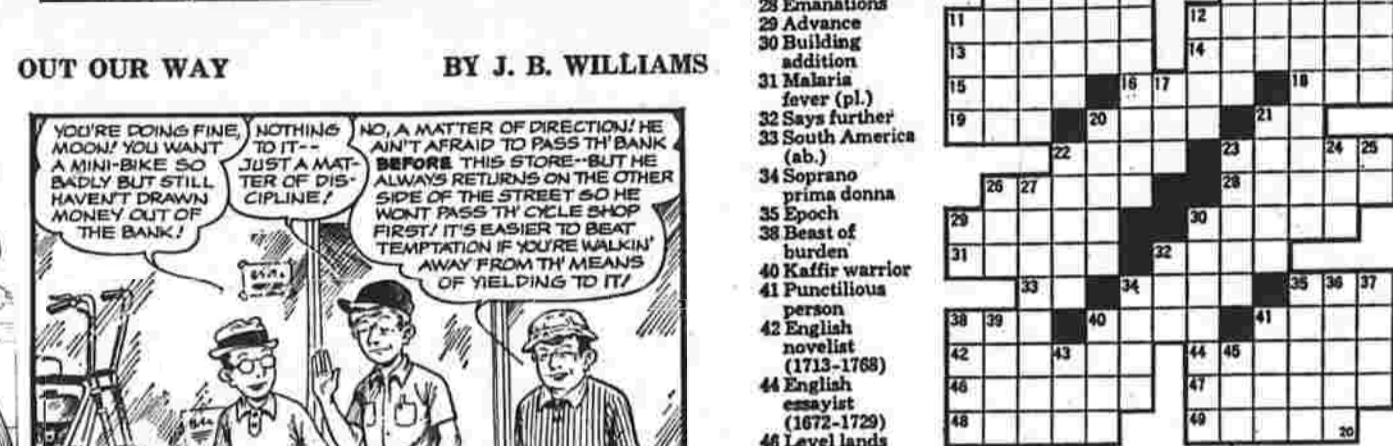 OUT OUR WAY
BY J. B. WILLIAMS
YOU'RE DOING FINE,
MOON! YOU WANT
A MINI-BIKE SO
BADLY BUT STILL
HAVEN'T DRAWN
MONEY OUT OF
THE BANK!
NOTHING
TO IT--
JUST A MAT-
TER OF DIS-
CIPLINE!
NO, A MATTER OF DIRECTION! HE
AIN'T AFRAID TO PASS TH' BANK
BEFORE THIS STORE--BUT HE
ALWAYS RETURNS ON THE OTHER
SIDE OF THE STREET SO HE
WONT PASS TH' CYCLE SHOP
FIRST! IT'S EASIER TO BEAT
TEMPTATION IF YOU'RE WALKIN'
AWAY FROM TH' MEANS
OF YIELDING TO IT!
28 Emanations
29 Advance
30 Building
addition
31 Malaria
fever (pl.)
32 Says further
33 South America
(ab.)
34 Soprano
prima donna
35 Epoch
38 Beast of
burden
40 Kaffir warrior
41 Punctilious
person
42 English
novelist
(1713-1768)
44 English
essayist
(1672-1729)
46 Level lands
11 12
13 14
15 16 17 18
19 20 21
22 23 24 25
26 27 28
29 30
31 32
33 34 35 36 37
38 39 40 41
42 43 44 45
46 47
48 49
20